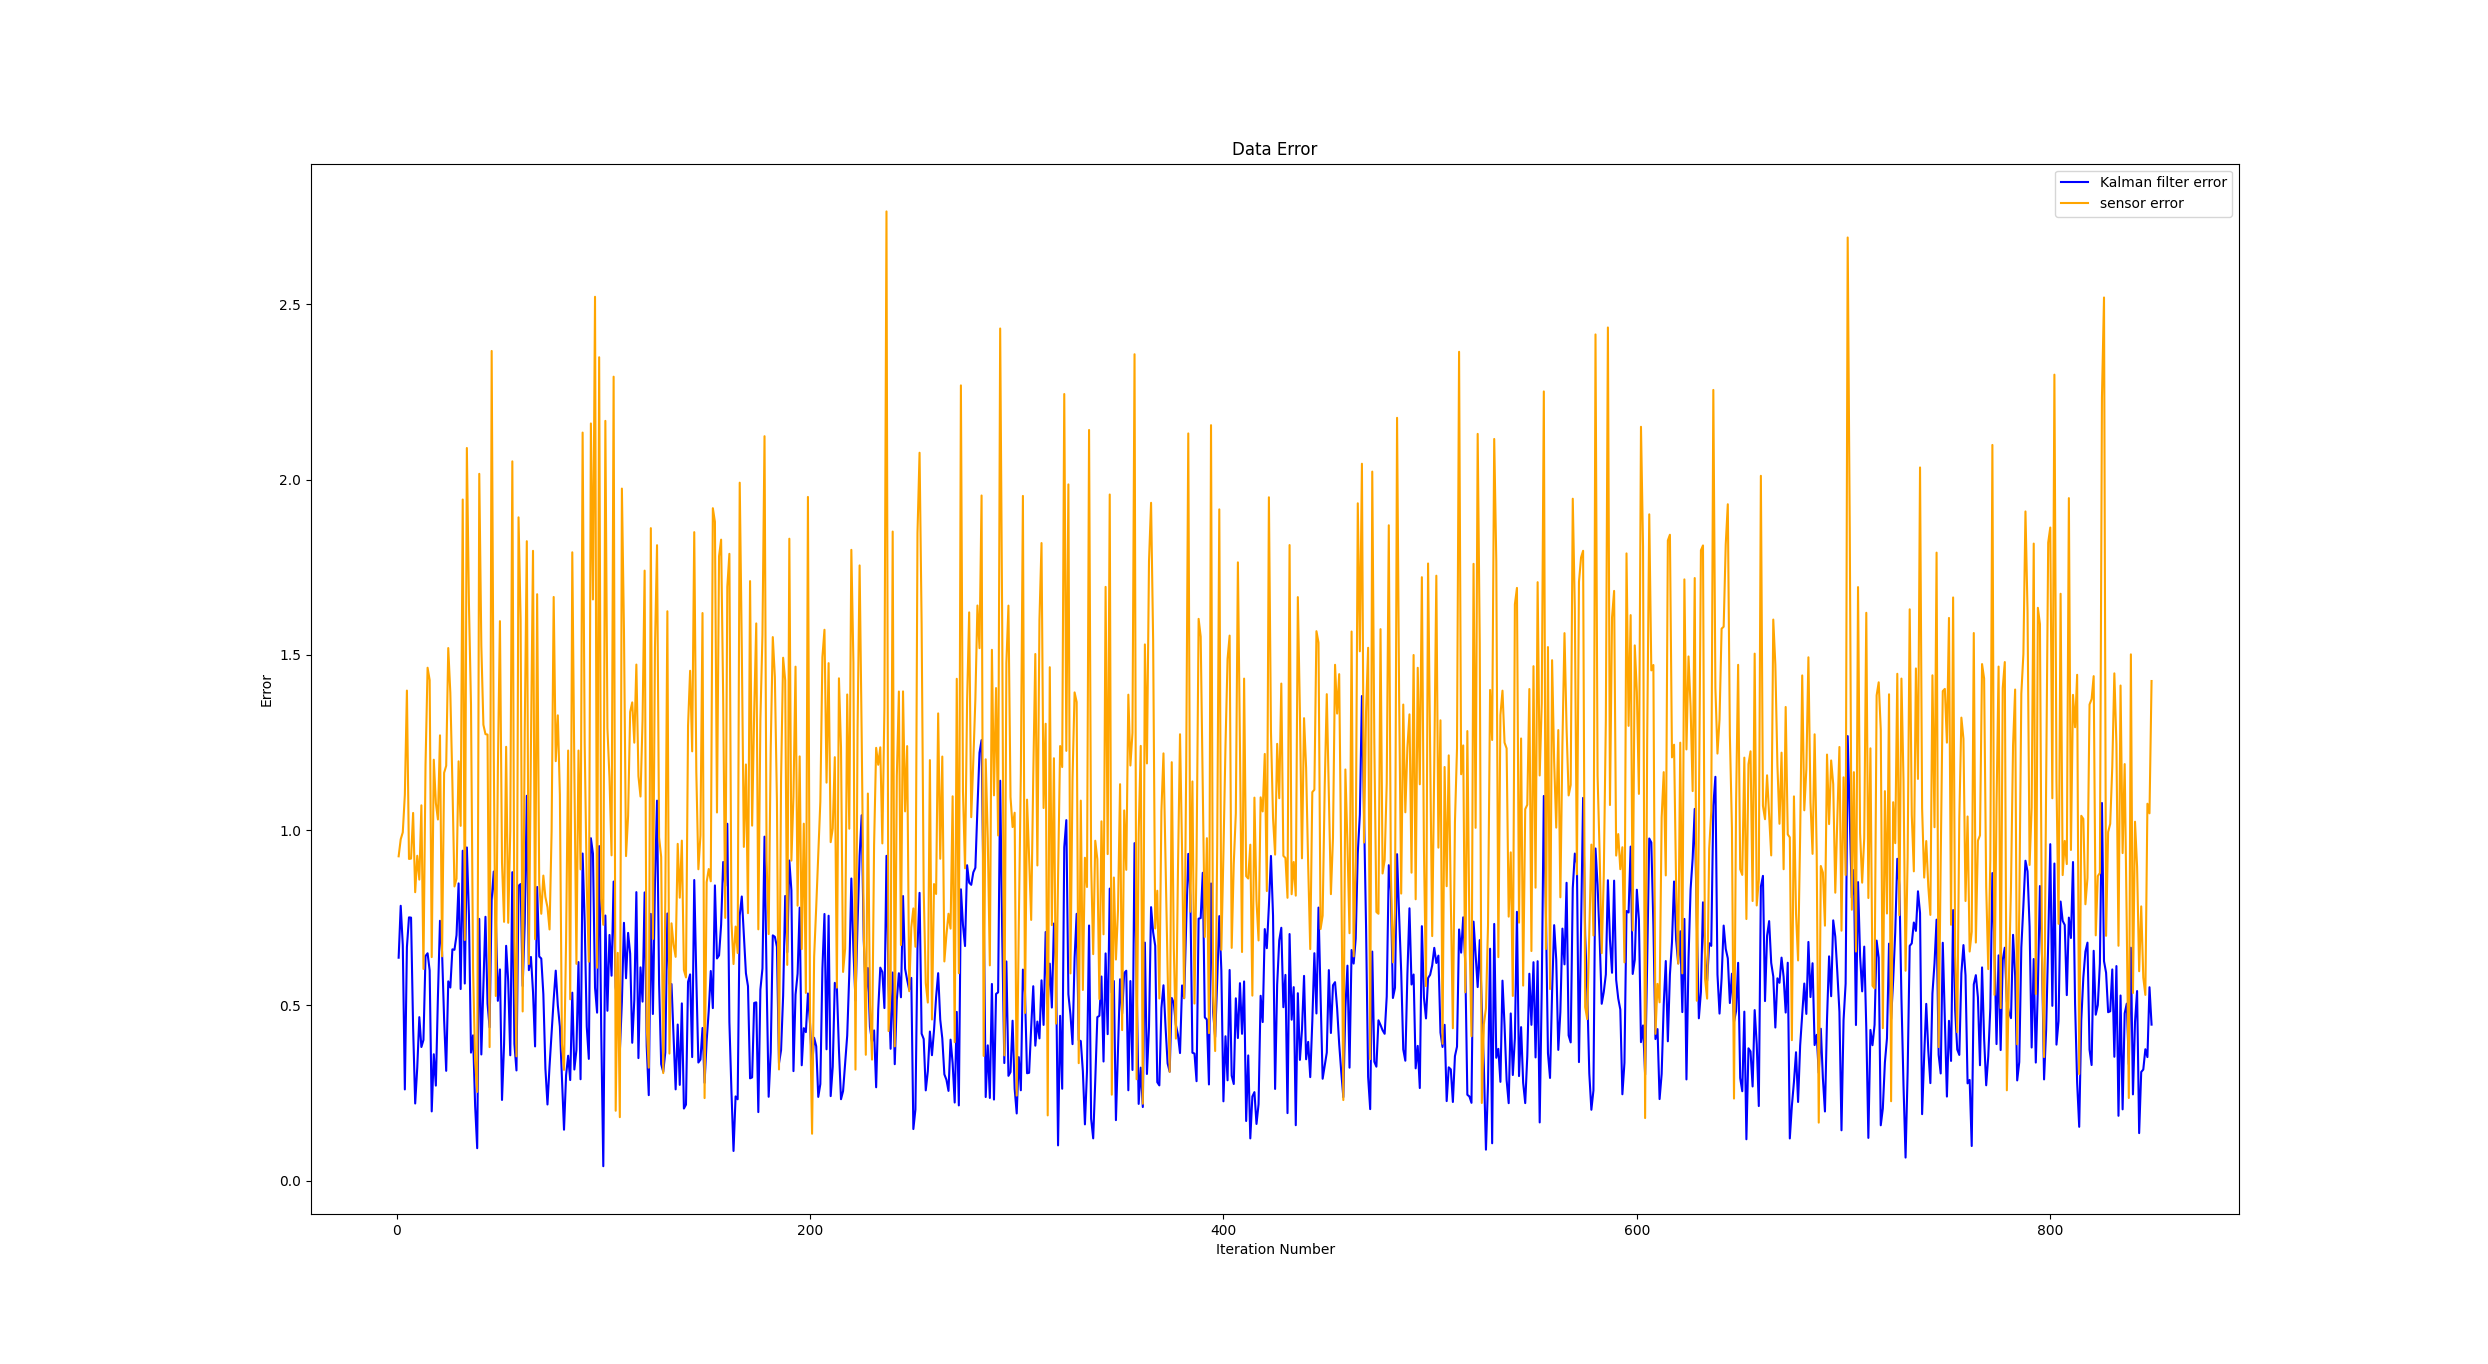 Data Error
Kalman filter error
sensor error
2.5
2.0
1.5
1.0
0.5
0.0
Error
0 200 400 600 800
Iteration Number